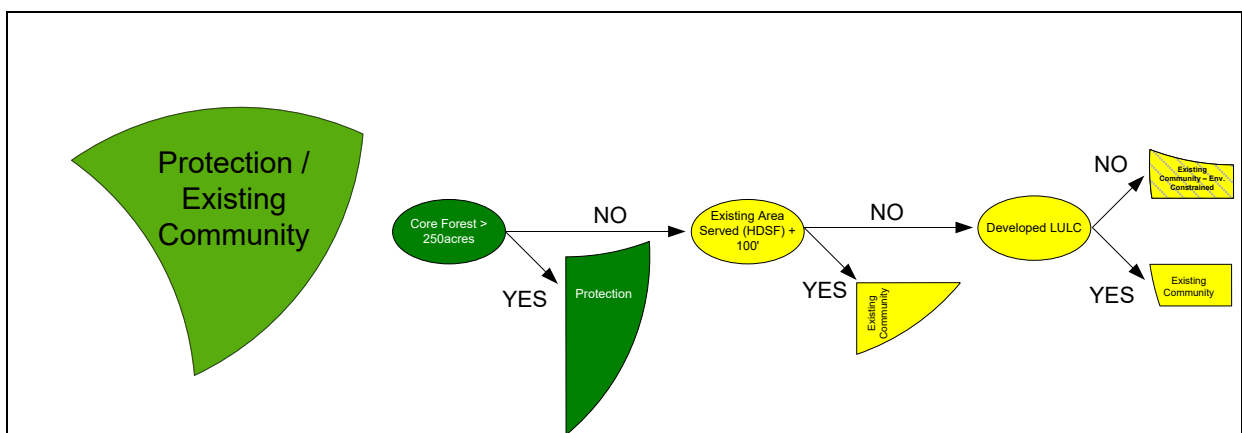 Protection /
Existing
Community
Core Forest >
250acres
NO
YES
Protection
Existing Area
Served (HDSF) +
100'
NO
YES
Existing
Community
Developed LULC
NO
Existing
Community – Env.
Constrained
YES
Existing
Community